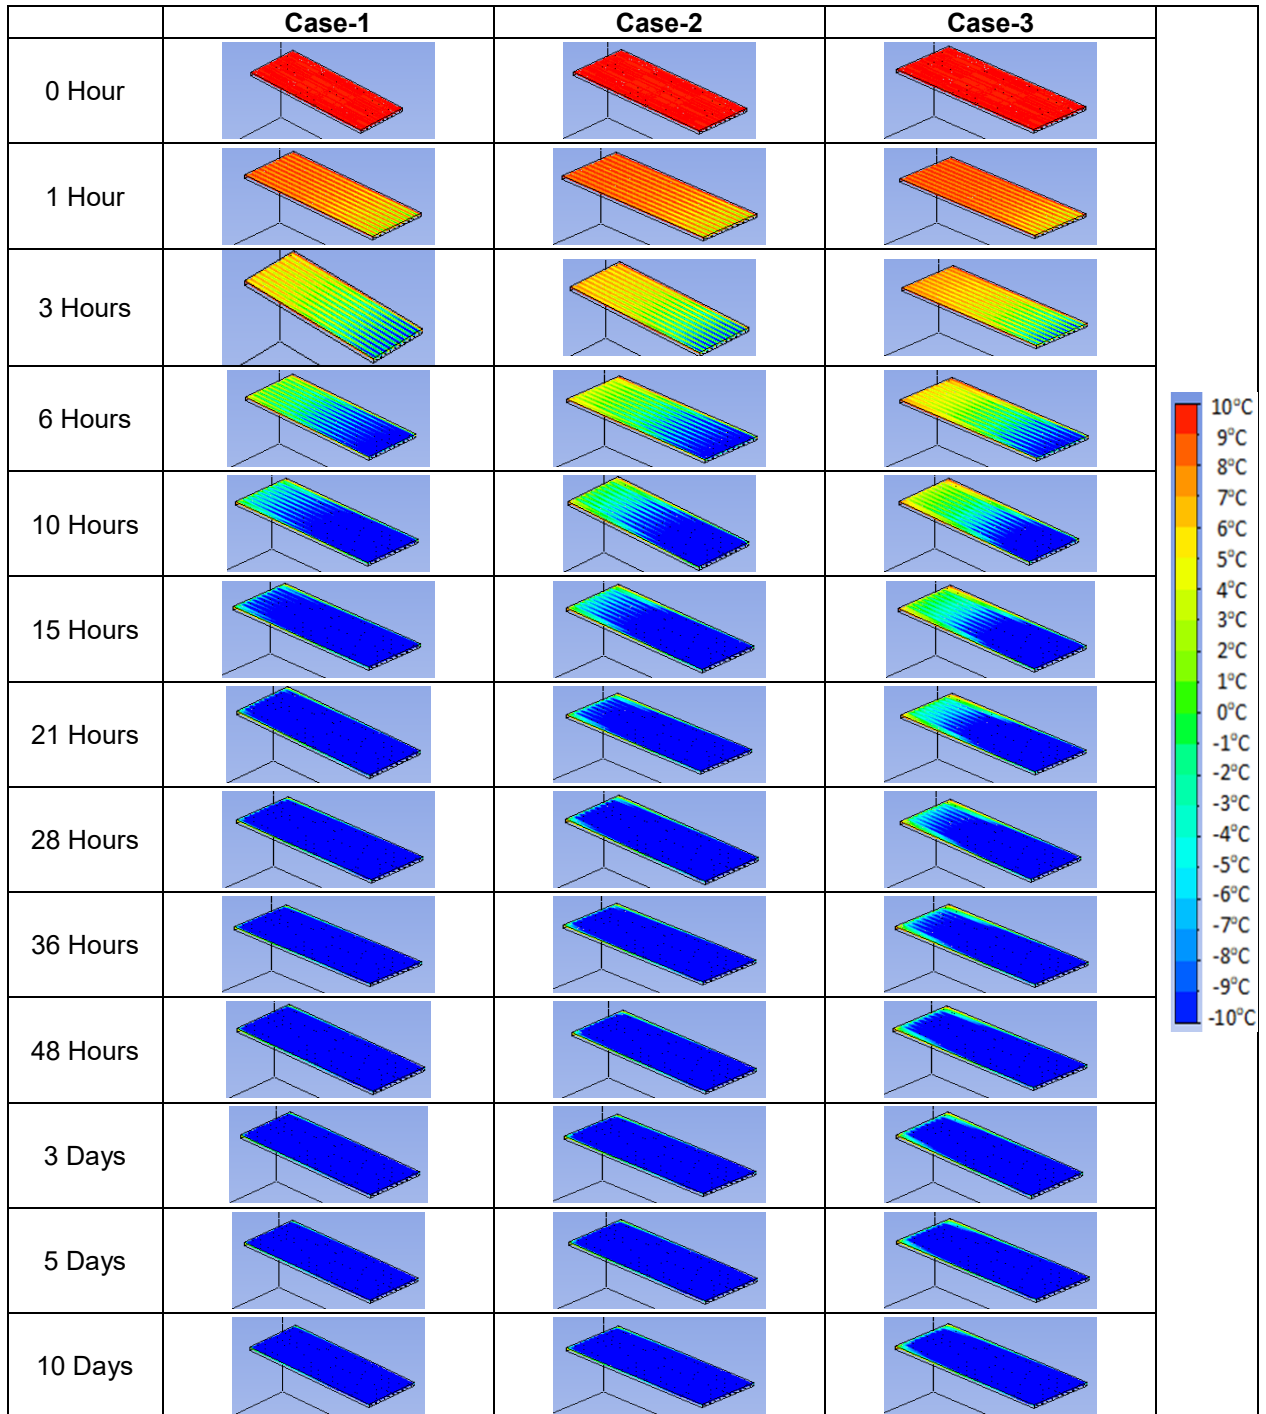 Case-1 Case-2 Case-3
0 Hour
1 Hour
3 Hours
6 Hours
10 Hours
15 Hours
21 Hours
28 Hours
36 Hours
48 Hours
3 Days
5 Days
10 Days
10°C
9°C
8°C
7°C
6°C
5°C
4°C
3°C
2°C
1°C
0°C
-1°C
-2°C
-3°C
-4°C
-5°C
-6°C
-7°C
-8°C
-9°C
-10°C